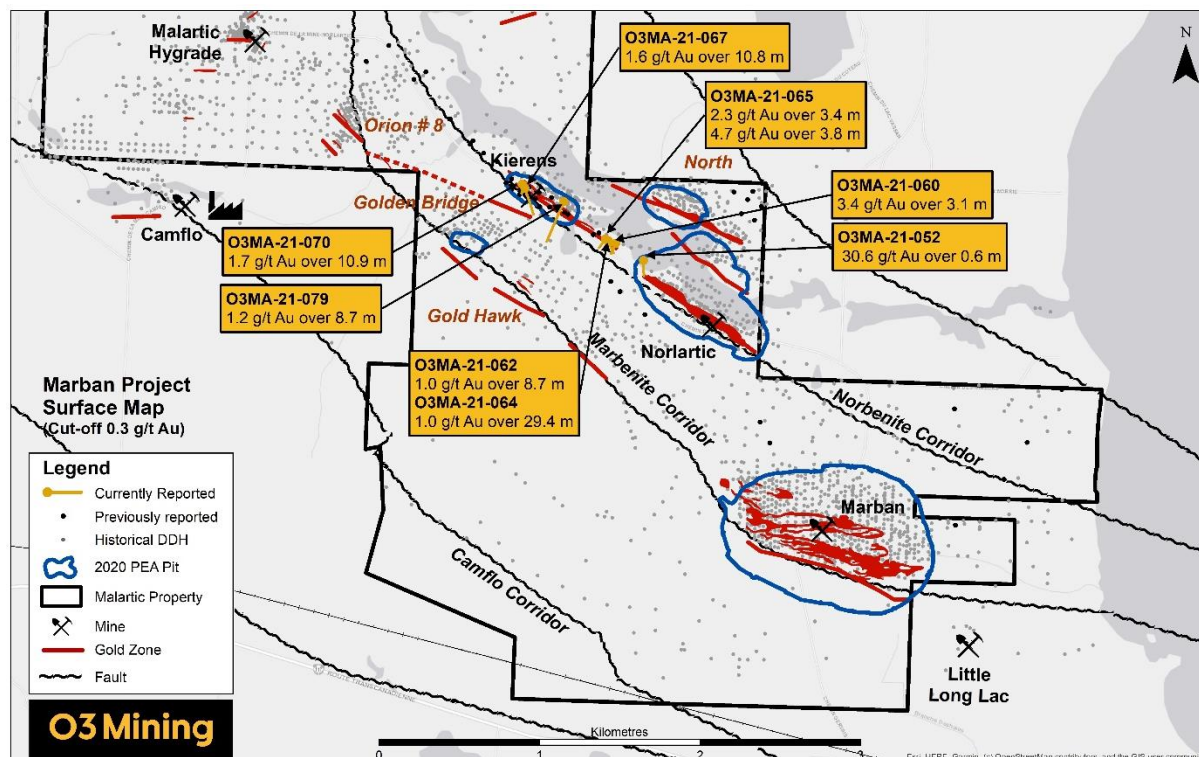 Malartic
Hygrade
O3MA-21-067
1.6 g/t Au over 10.8 m
N
O3MA-21-065
2.3 g/t Au over 3.4 m
4.7 g/t Au over 3.8 m
Orion # 8
Kierens
North
O3MA-21-060
3.4 g/t Au over 3.1 m
Golden Bridge
Camflo
O3MA-21-070
1.7 g/t Au over 10.9 m
O3MA-21-052
30.6 g/t Au over 0.6 m
O3MA-21-079
1.2 g/t Au over 8.7 m
Gold Hawk
Norlartic
O3MA-21-062
1.0 g/t Au over 8.7 m
O3MA-21-064
1.0 g/t Au over 29.4 m
Marbenite Corridor
Norbenite Corridor
Marban Project
Surface Map
(Cut-off 0.3 g/t Au)
Legend
Currently Reported
Previously reported
Historical DDH
2020 PEA Pit
Malartic Property
Mine
Gold Zone
Fault
Marban
Camflo Corridor
Little
Long Lac
ROUTE TRANSCANADIENNE
O3 Mining
Kilometres
0 1 2